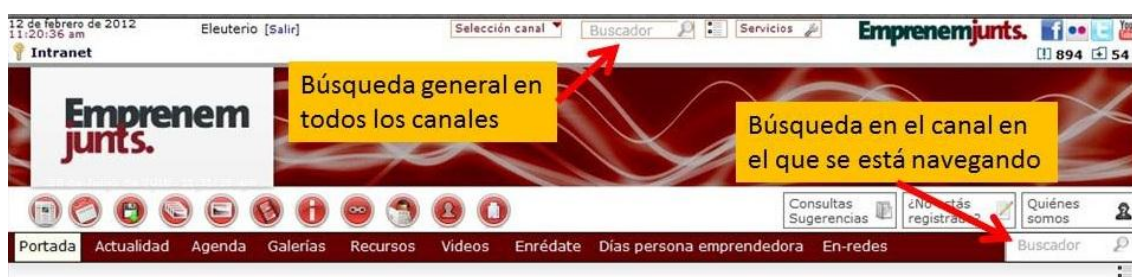 12 de febrero de 2012
11:20:36 am
Eleuterio [Salir]
Selección canal
Buscador
Servicios
Emprenemjunts.
Intranet
894
54
Búsqueda general en
todos los canales
Emprenem
junts.
Búsqueda en el canal en
el que se está navegando
Consultas
Sugerencias
¿No estás
registrado?
Quiénes
somos
Portada Actualidad Agenda Galerías Recursos Videos Enrédate Días persona emprendedora En-redes
Buscador